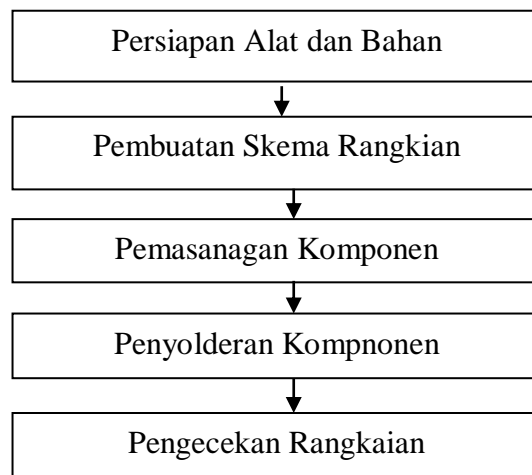 Persiapan Alat dan Bahan
Pembuatan Skema Rangkian
Pemasanagan Komponen
Penyolderan Kompnonen
Pengecekan Rangkaian